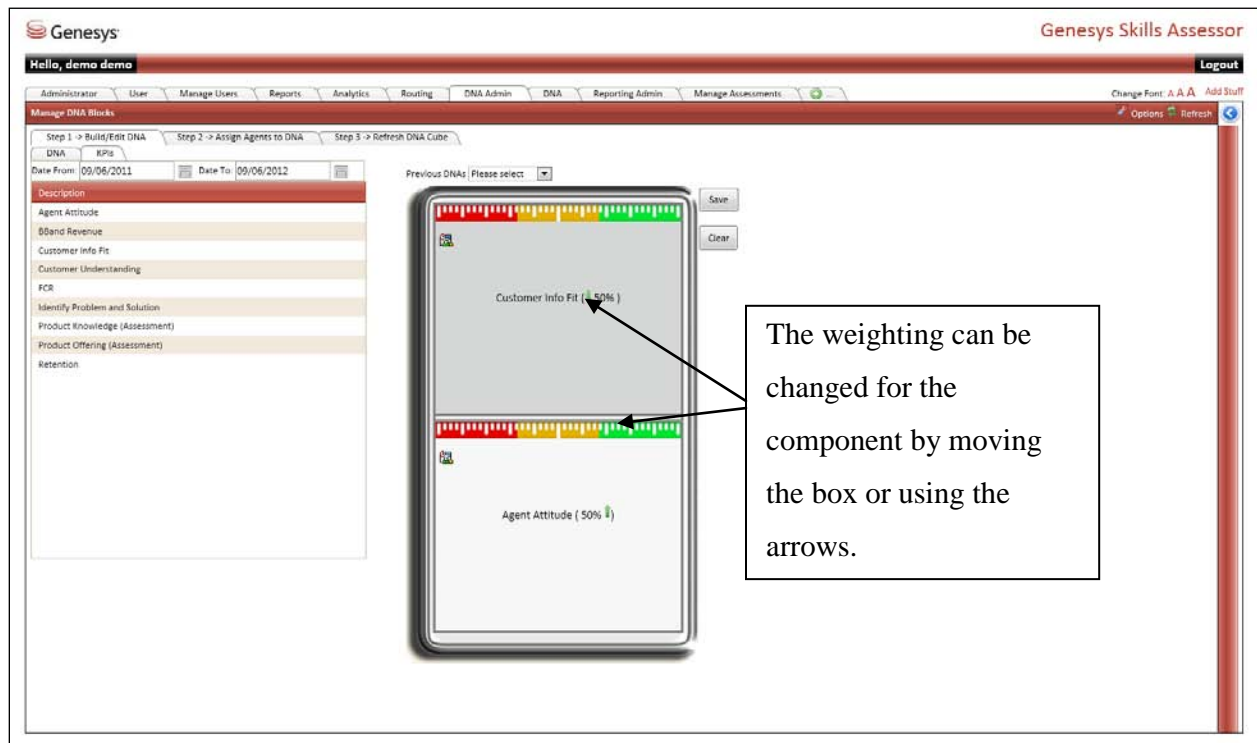 Genesys
Genesys Skills Assessor
Hello, demo demo
Logout
Administrator User Manage Users Reports Analytics Routing DNA Admin DNA Reporting Admin Manage Assessments ...
Change Font: A A A Add Stuff
Manage DNA Blocks
Options Refresh
Step 1 -> Build/Edit DNA Step 2 -> Assign Agents to DNA Step 3 -> Refresh DNA Cube
DNA KPIs
Date From: 09/06/2011 Date To: 09/06/2012
Previous DNAs Please select
Description
Agent Attitude
BBand Revenue
Customer Info Fit
Customer Understanding
FCR
Identify Problem and Solution
Product Knowledge (Assessment)
Product Offering (Assessment)
Retention
Save
Clear
Customer Info Fit ( 50% )
Agent Attitude ( 50% )
The weighting can be
changed for the
component by moving
the box or using the
arrows.